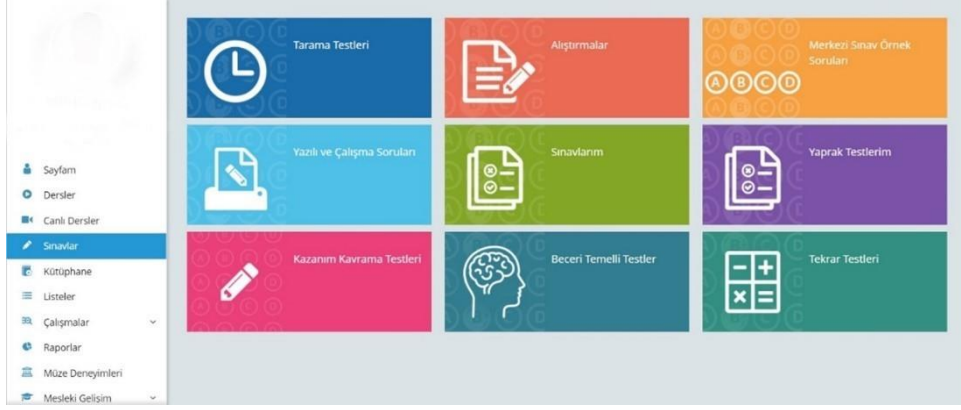 Sayfam
Dersler
Canlı Dersler
Sınavlar
Kütüphane
Listeler
Çalışmalar
Raporlar
Müze Deneyimleri
Mesleki Gelişim
Tarama Testleri
Alıştırmalar
Merkezi Sınav Örnek
Soruları
ABCD
Yazılı ve Çalışma Soruları
Sınavlarım
Yaprak Testlerim
Kazanım Kavrama Testleri
Beceri Temelli Testler
Tekrar Testleri